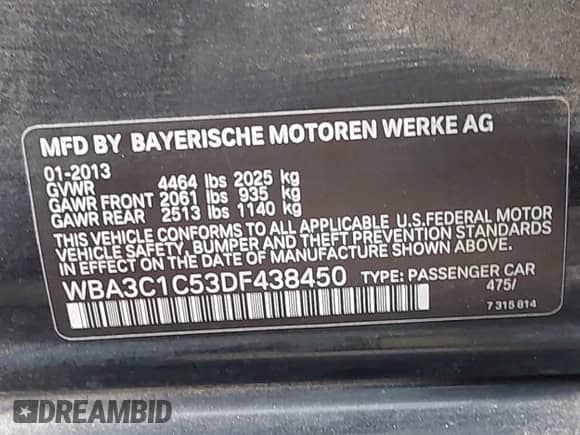 MFD BY BAYERISCHE MOTOREN WERKE AG
01-2013
GVWR 4464 lbs 2025 kg
GAWR FRONT 2061 lbs 935 kg
GAWR REAR 2513 lbs 1140 kg
THIS VEHICLE CONFORMS TO ALL APPLICABLE U.S.FEDERAL MOTOR
VEHICLE SAFETY, BUMPER AND THEFT PREVENTION STANDARDS
IN EFFECT ON THE DATE OF MANUFACTURE SHOWN ABOVE.
WBA3C1C53DF438450 TYPE: PASSENGER CAR
475/
7 315 814
DREAMBID